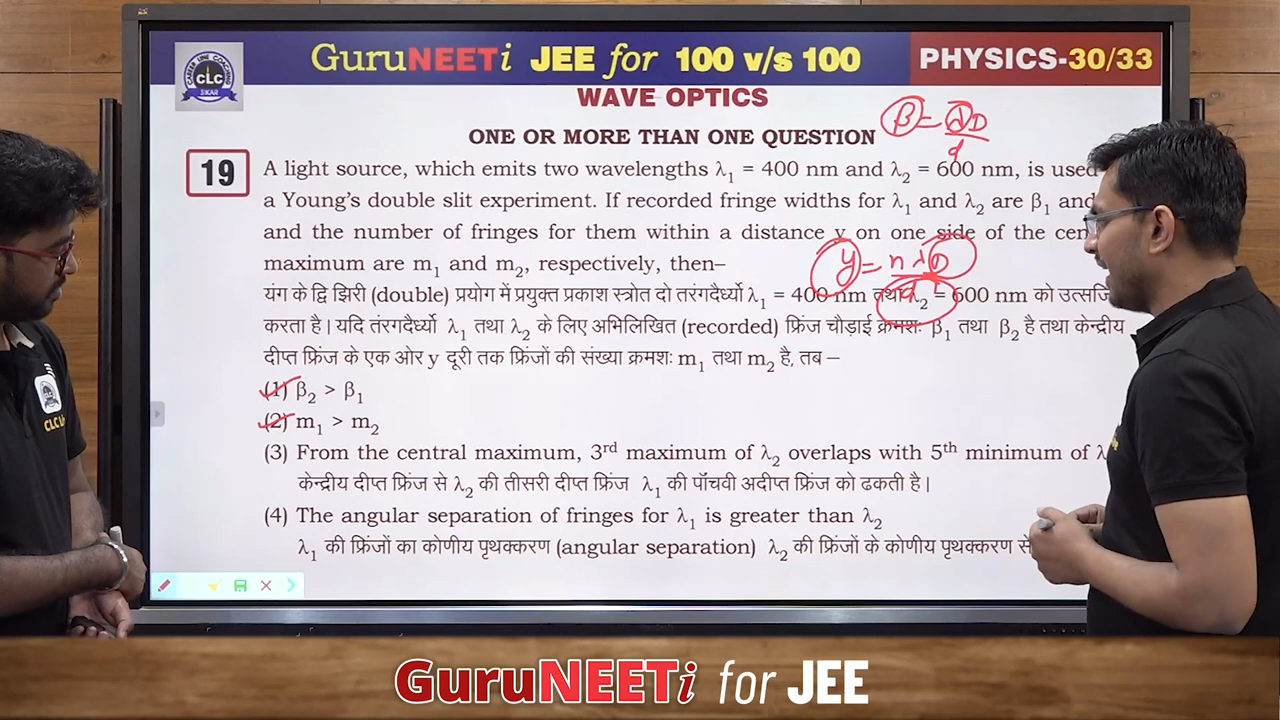 GuruNEETi JEE for 100 v/s 100
PHYSICS-30/33
CAREER LINE COACHING
CLC
SIKAR
WAVE OPTICS
β = λD/d
ONE OR MORE THAN ONE QUESTION
19
A light source, which emits two wavelengths λ₁ = 400 nm and λ₂ = 600 nm, is used
a Young's double slit experiment. If recorded fringe widths for λ₁ and λ₂ are β₁ and
and the number of fringes for them within a distance y on one side of the cen
maximum are m₁ and m₂, respectively, then–
y = nλD/d
यंग के द्वि झिरी (double) प्रयोग में प्रयुक्त प्रकाश स्त्रोत दो तरंगदैर्ध्यो λ₁ = 400 nm तथा λ₂ = 600 nm को उत्सर्जि
करता है। यदि तंरगदैर्ध्यो λ₁ तथा λ₂ के लिए अभिलिखित (recorded) फ्रिंज चौड़ाई क्रमशः β₁ तथा β₂ है तथा केन्द्रीय
दीप्त फ्रिंज के एक ओर y दूरी तक फ्रिंजों की संख्या क्रमशः m₁ तथा m₂ है, तब –
(1) β₂ > β₁
(2) m₁ > m₂
(3) From the central maximum, 3rd maximum of λ₂ overlaps with 5th minimum of λ
केन्द्रीय दीप्त फ्रिंज से λ₂ की तीसरी दीप्त फ्रिंज λ₁ की पॉंचवी अदीप्त फ्रिंज को ढकती है।
(4) The angular separation of fringes for λ₁ is greater than λ₂
λ₁ की फ्रिंजों का कोणीय पृथक्करण (angular separation) λ₂ की फ्रिंजों के कोणीय पृथक्करण से
GuruNEETi for JEE